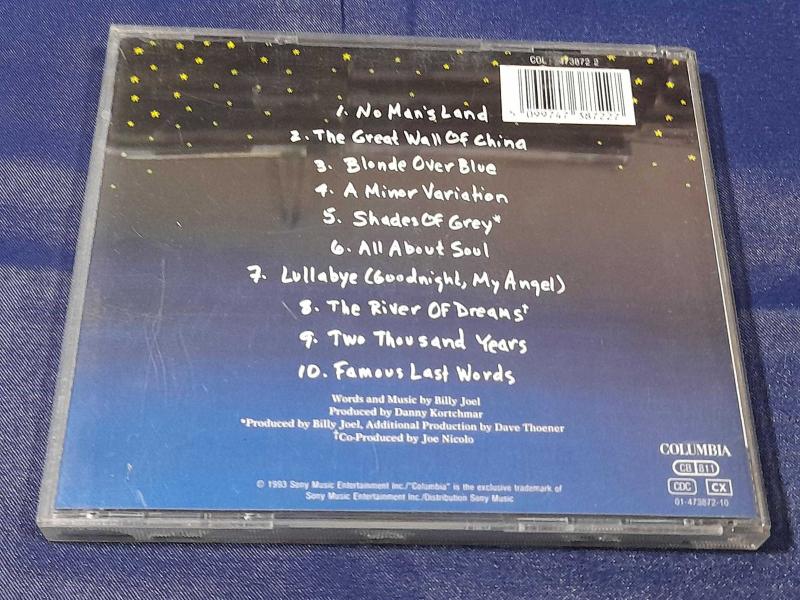 COL 473872 2
5 099747 387227
1. No Man's Land
2. The Great Wall Of China
3. Blonde Over Blue
4. A Minor Variation
5. Shades Of Grey*
6. All About Soul
7. Lullabye (Goodnight, My Angel)
8. The River Of Dreams†
9. Two Thousand Years
10. Famous Last Words
Words and Music by Billy Joel
Produced by Danny Kortchmar
*Produced by Billy Joel, Additional Production by Dave Thoener
†Co-Produced by Joe Nicolo
COLUMBIA
CB 811
CDC CX
01-473872-10
© 1993 Sony Music Entertainment Inc./"Columbia" is the exclusive trademark of
Sony Music Entertainment Inc./Distribution Sony Music